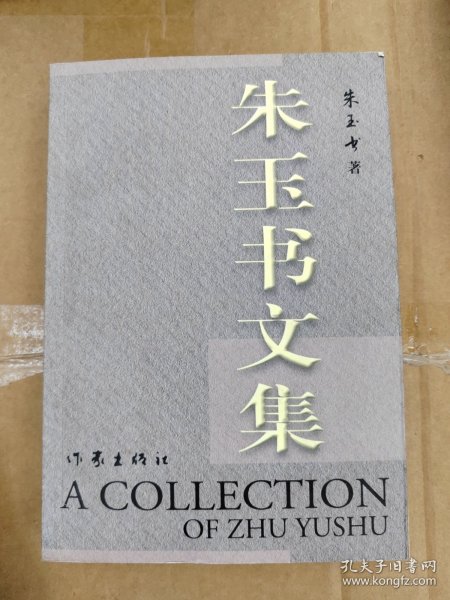 朱玉书文集
朱玉书 著
作家出版社
A COLLECTION
OF ZHU YUSHU
孔夫子旧书网
www.kongfz.com